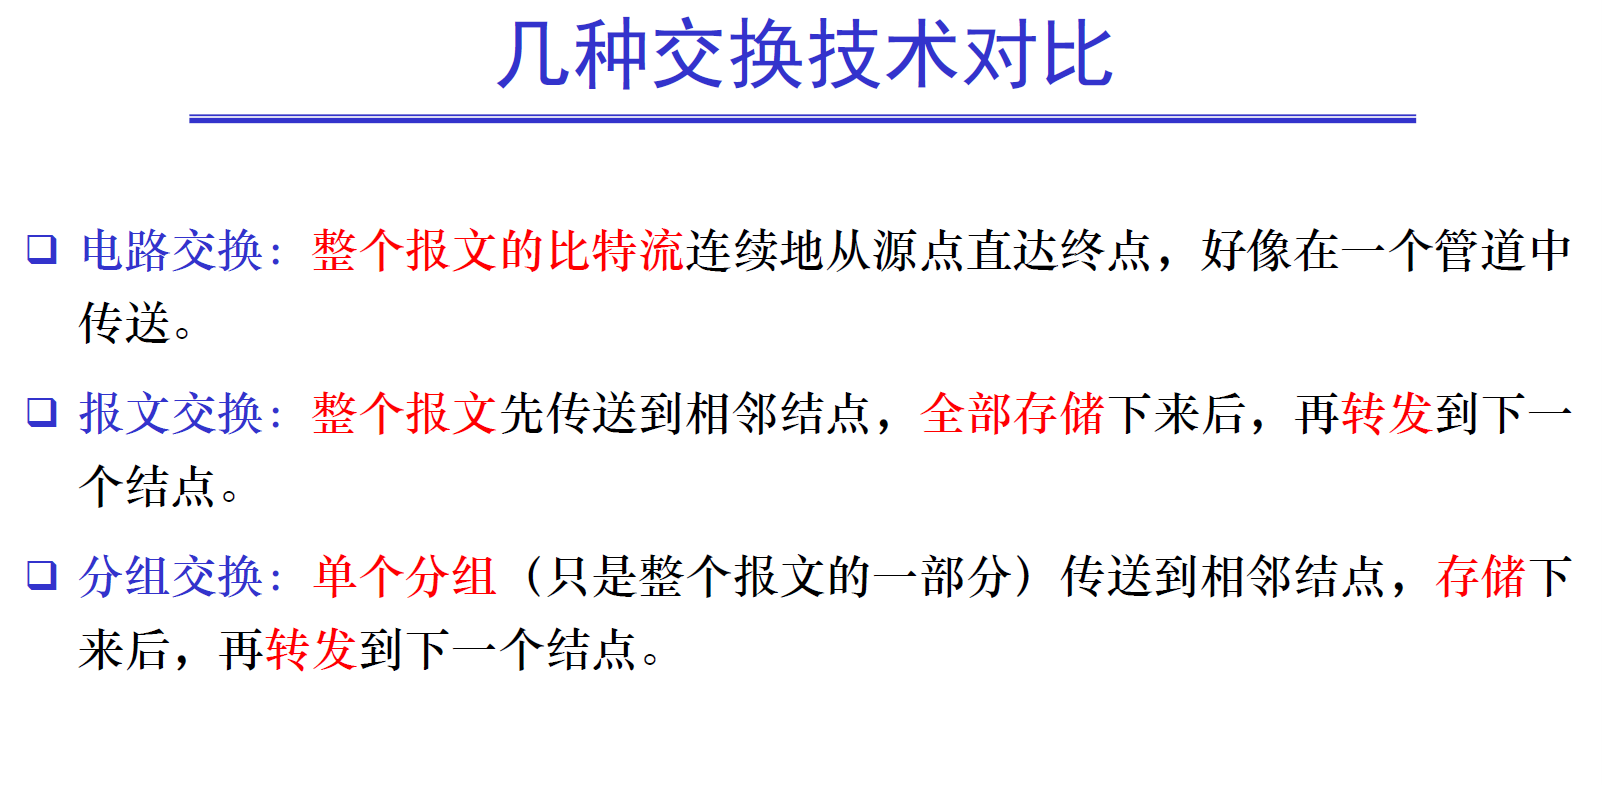 几种交换技术对比
❑ 电路交换：整个报文的比特流连续地从源点直达终点，好像在一个管道中
传送。
❑ 报文交换：整个报文先传送到相邻结点，全部存储下来后，再转发到下一
个结点。
❑ 分组交换：单个分组（只是整个报文的一部分）传送到相邻结点，存储下
来后，再转发到下一个结点。